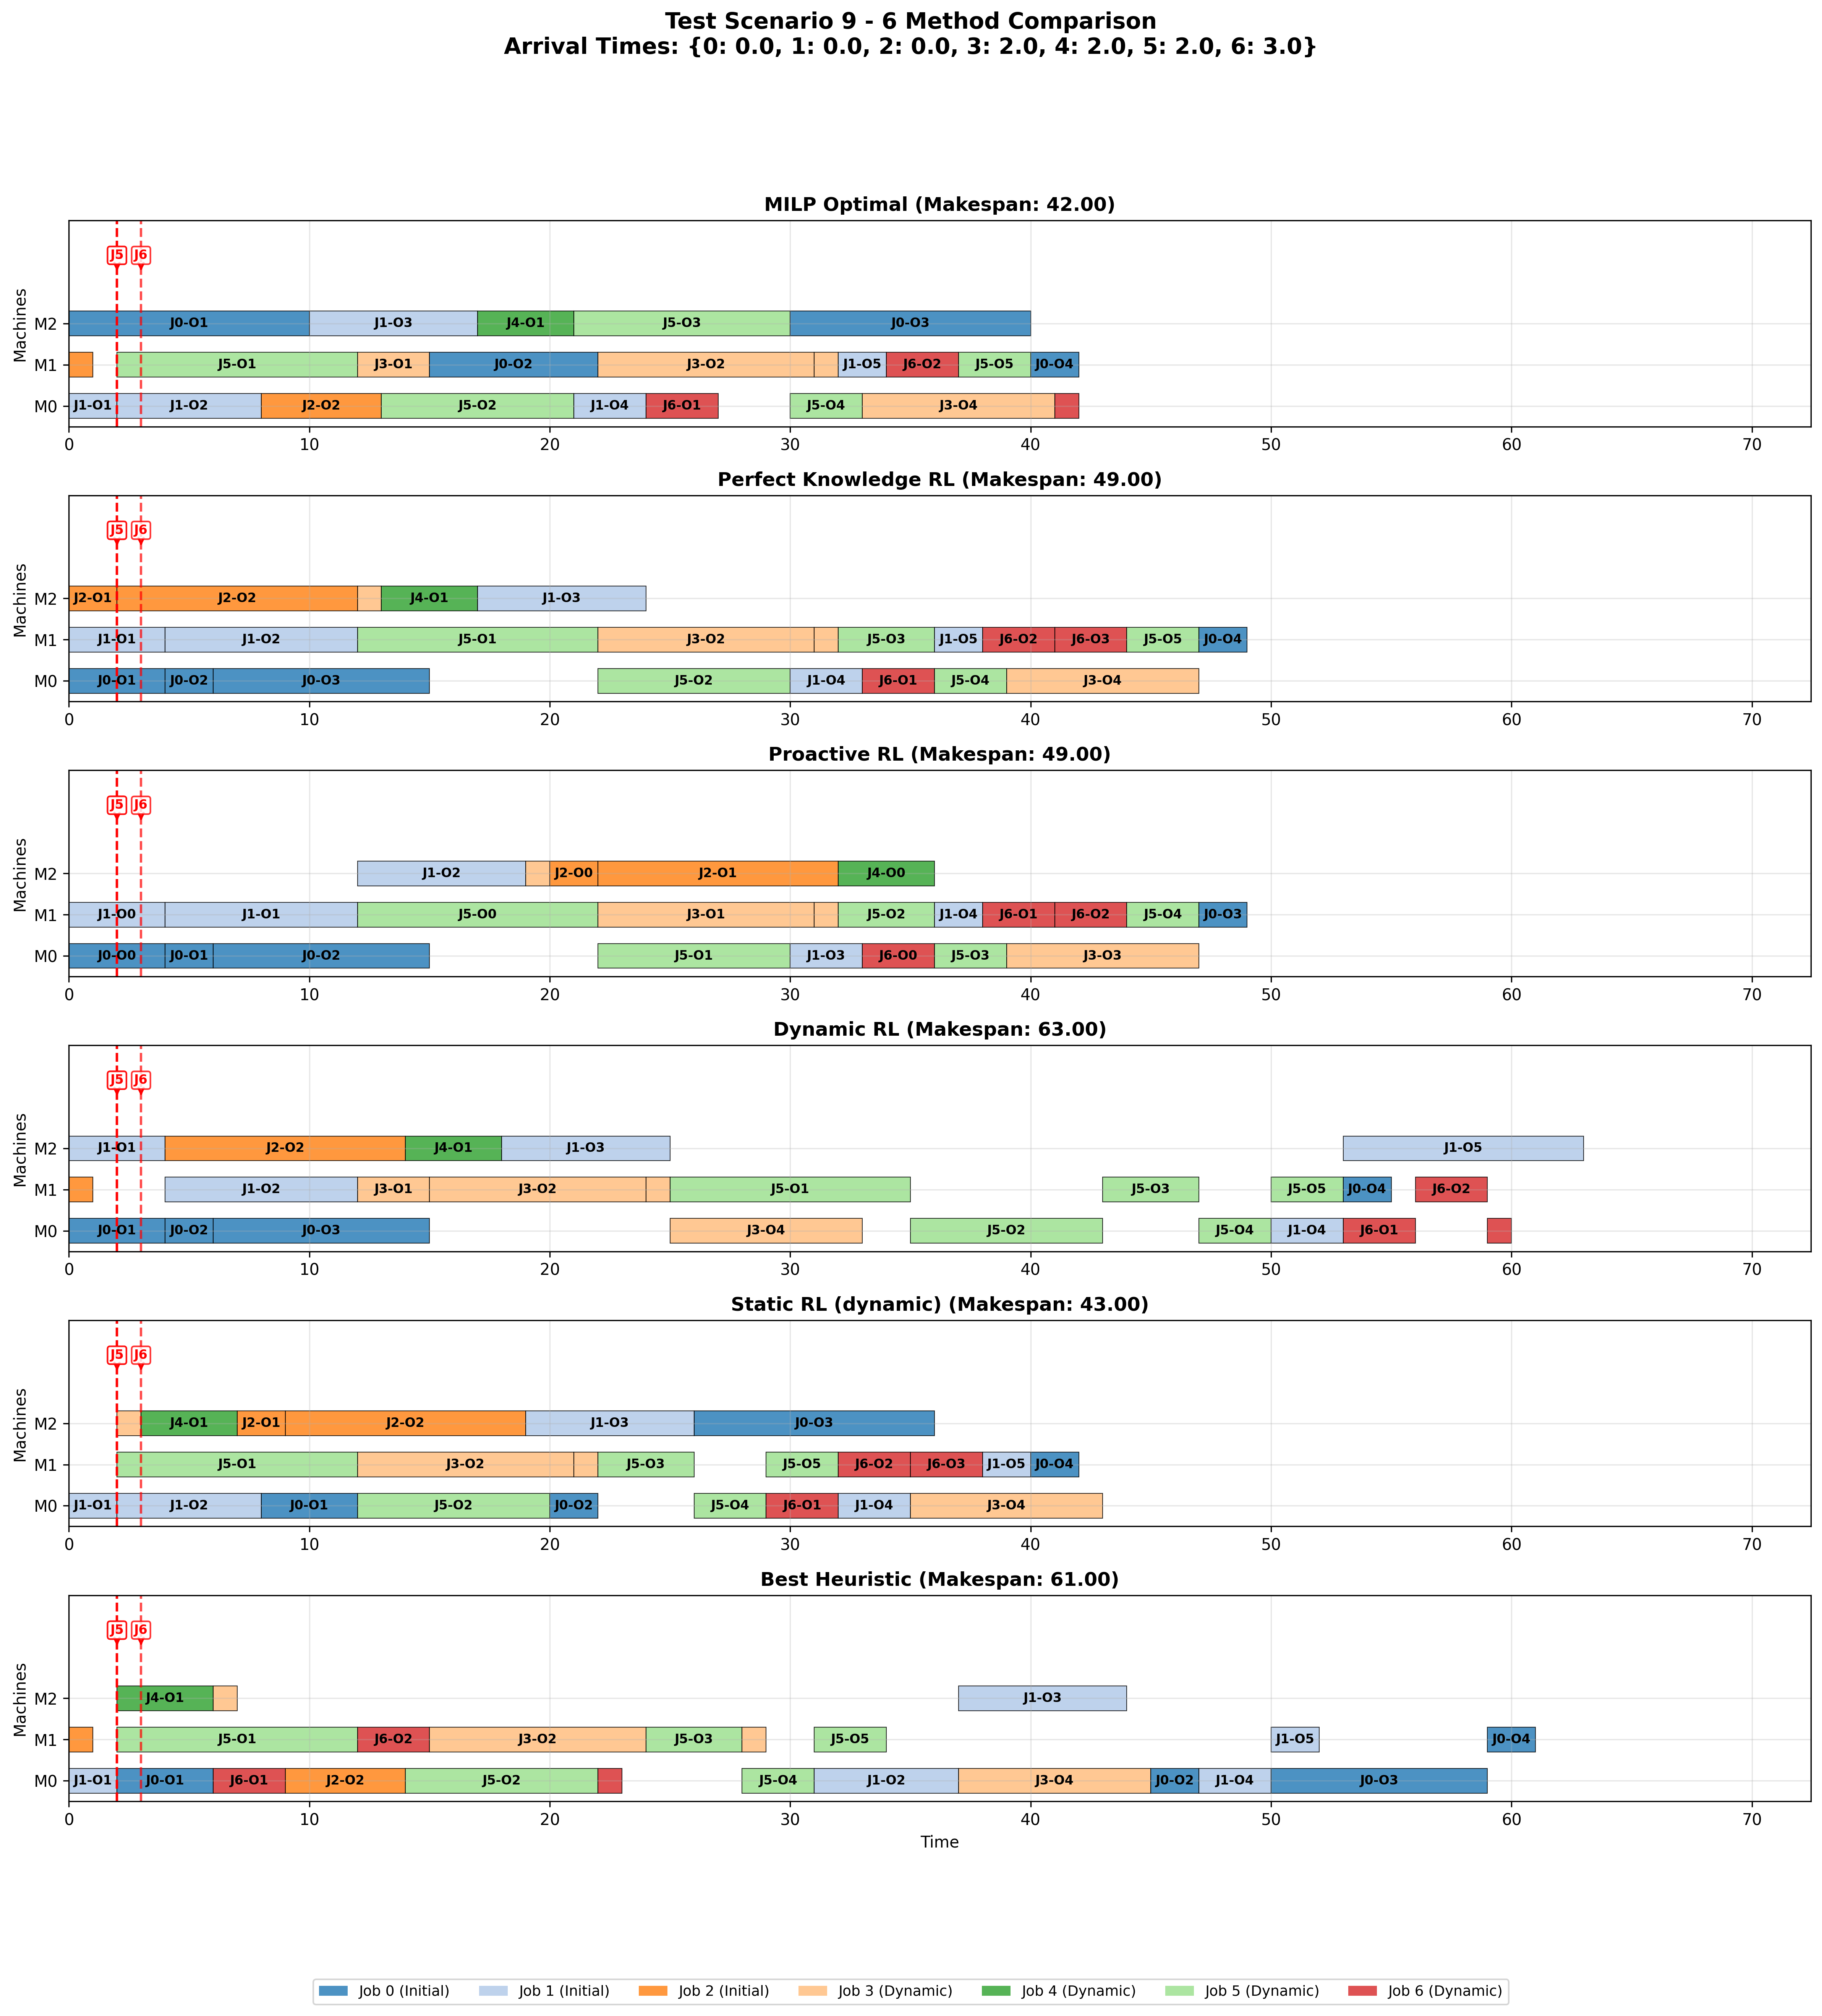 Test Scenario 9 - 6 Method Comparison
Arrival Times: {0: 0.0, 1: 0.0, 2: 0.0, 3: 2.0, 4: 2.0, 5: 2.0, 6: 3.0}
MILP Optimal (Makespan: 42.00)
J5 J6
Machines
M2 J0-O1 J1-O3 J4-O1 J5-O3 J0-O3
M1 J5-O1 J3-O1 J0-O2 J3-O2 J1-O5 J6-O2 J5-O5 J0-O4
M0 J1-O1 J1-O2 J2-O2 J5-O2 J1-O4 J6-O1 J5-O4 J3-O4
0 10 20 30 40 50 60 70
Perfect Knowledge RL (Makespan: 49.00)
J5 J6
Machines
M2 J2-O1 J2-O2 J4-O1 J1-O3
M1 J1-O1 J1-O2 J5-O1 J3-O2 J5-O3 J1-O5 J6-O2 J6-O3 J5-O5 J0-O4
M0 J0-O1 J0-O2 J0-O3 J5-O2 J1-O4 J6-O1 J5-O4 J3-O4
0 10 20 30 40 50 60 70
Proactive RL (Makespan: 49.00)
J5 J6
Machines
M2 J1-O2 J2-O0 J2-O1 J4-O0
M1 J1-O0 J1-O1 J5-O0 J3-O1 J5-O2 J1-O4 J6-O1 J6-O2 J5-O4 J0-O3
M0 J0-O0 J0-O1 J0-O2 J5-O1 J1-O3 J6-O0 J5-O3 J3-O3
0 10 20 30 40 50 60 70
Dynamic RL (Makespan: 63.00)
J5 J6
Machines
M2 J1-O1 J2-O2 J4-O1 J1-O3 J1-O5
M1 J1-O2 J3-O1 J3-O2 J5-O1 J5-O3 J5-O5 J0-O4 J6-O2
M0 J0-O1 J0-O2 J0-O3 J3-O4 J5-O2 J5-O4 J1-O4 J6-O1
0 10 20 30 40 50 60 70
Static RL (dynamic) (Makespan: 43.00)
J5 J6
Machines
M2 J4-O1 J2-O1 J2-O2 J1-O3 J0-O3
M1 J5-O1 J3-O2 J5-O3 J5-O5 J6-O2 J6-O3 J1-O5 J0-O4
M0 J1-O1 J1-O2 J0-O1 J5-O2 J0-O2 J5-O4 J6-O1 J1-O4 J3-O4
0 10 20 30 40 50 60 70
Best Heuristic (Makespan: 61.00)
J5 J6
Machines
M2 J4-O1 J1-O3
M1 J5-O1 J6-O2 J3-O2 J5-O3 J5-O5 J1-O5 J0-O4
M0 J1-O1 J0-O1 J6-O1 J2-O2 J5-O2 J5-O4 J1-O2 J3-O4 J0-O2 J1-O4 J0-O3
0 10 20 30 40 50 60 70
Time
Job 0 (Initial) Job 1 (Initial) Job 2 (Initial) Job 3 (Dynamic) Job 4 (Dynamic) Job 5 (Dynamic) Job 6 (Dynamic)